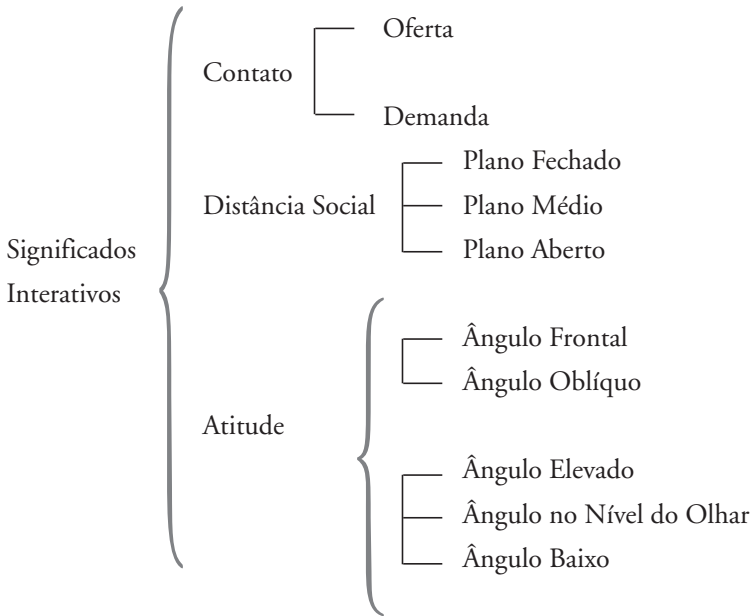 Significados
Interativos
Contato
Oferta
Demanda
Distância Social
Plano Fechado
Plano Médio
Plano Aberto
Atitude
Ângulo Frontal
Ângulo Oblíquo
Ângulo Elevado
Ângulo no Nível do Olhar
Ângulo Baixo